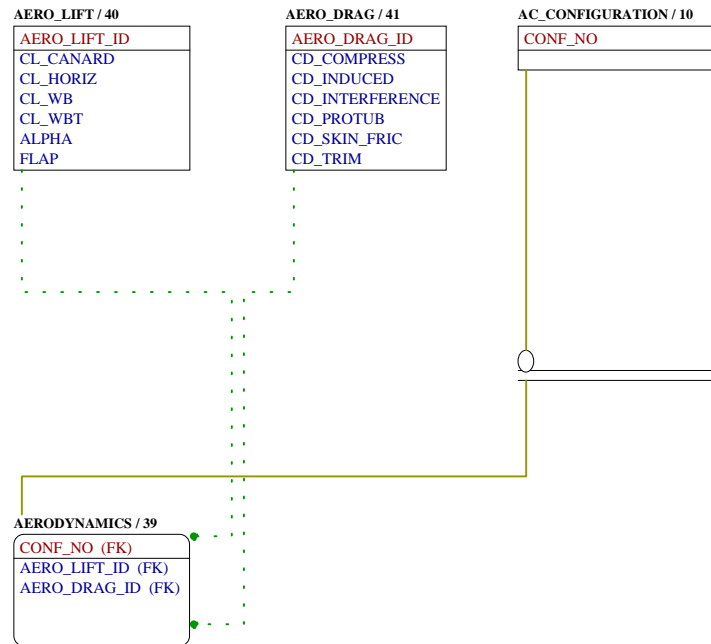 AERO_LIFT / 40
AERO_LIFT_ID
CL_CANARD
CL_HORIZ
CL_WB
CL_WBT
ALPHA
FLAP
AERO_DRAG / 41
AERO_DRAG_ID
CD_COMPRESS
CD_INDUCED
CD_INTERFERENCE
CD_PROTUB
CD_SKIN_FRIC
CD_TRIM
AC_CONFIGURATION / 10
CONF_NO
AERODYNAMICS / 39
CONF_NO (FK)
AERO_LIFT_ID (FK)
AERO_DRAG_ID (FK)